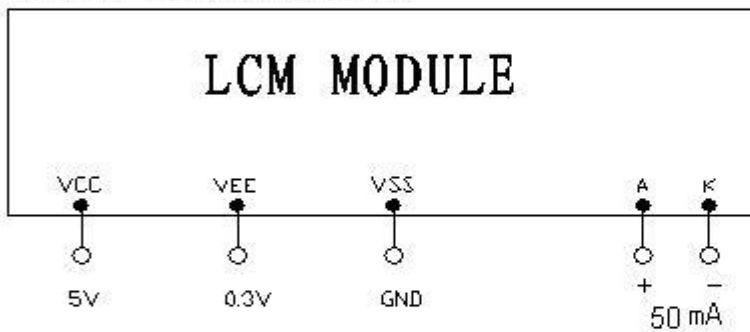 LCM MODULE
VCC VEE VSS A K
5V 0.3V GND + -
50 mA